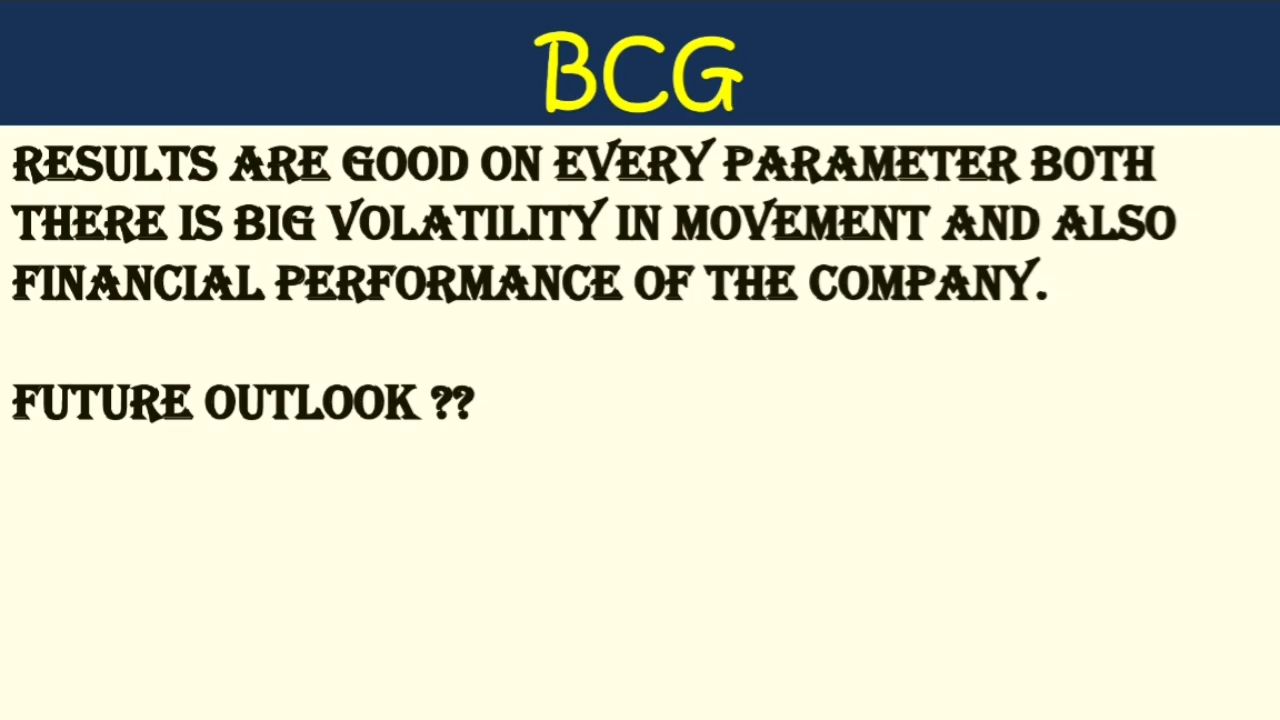 BCG
RESULTS ARE GOOD ON EVERY PARAMETER BOTH
THERE IS BIG VOLATILITY IN MOVEMENT AND ALSO
FINANCIAL PERFORMANCE OF THE COMPANY.
FUTURE OUTLOOK ??